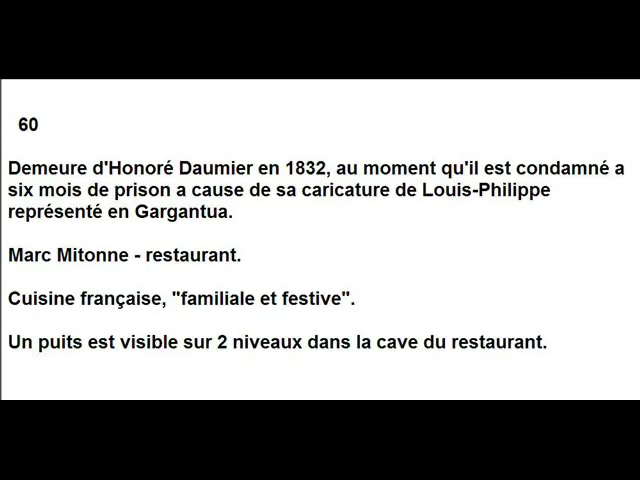 60
Demeure d'Honoré Daumier en 1832, au moment qu'il est condamné a
six mois de prison a cause de sa caricature de Louis-Philippe
représenté en Gargantua.
Marc Mitonne - restaurant.
Cuisine française, "familiale et festive".
Un puits est visible sur 2 niveaux dans la cave du restaurant.